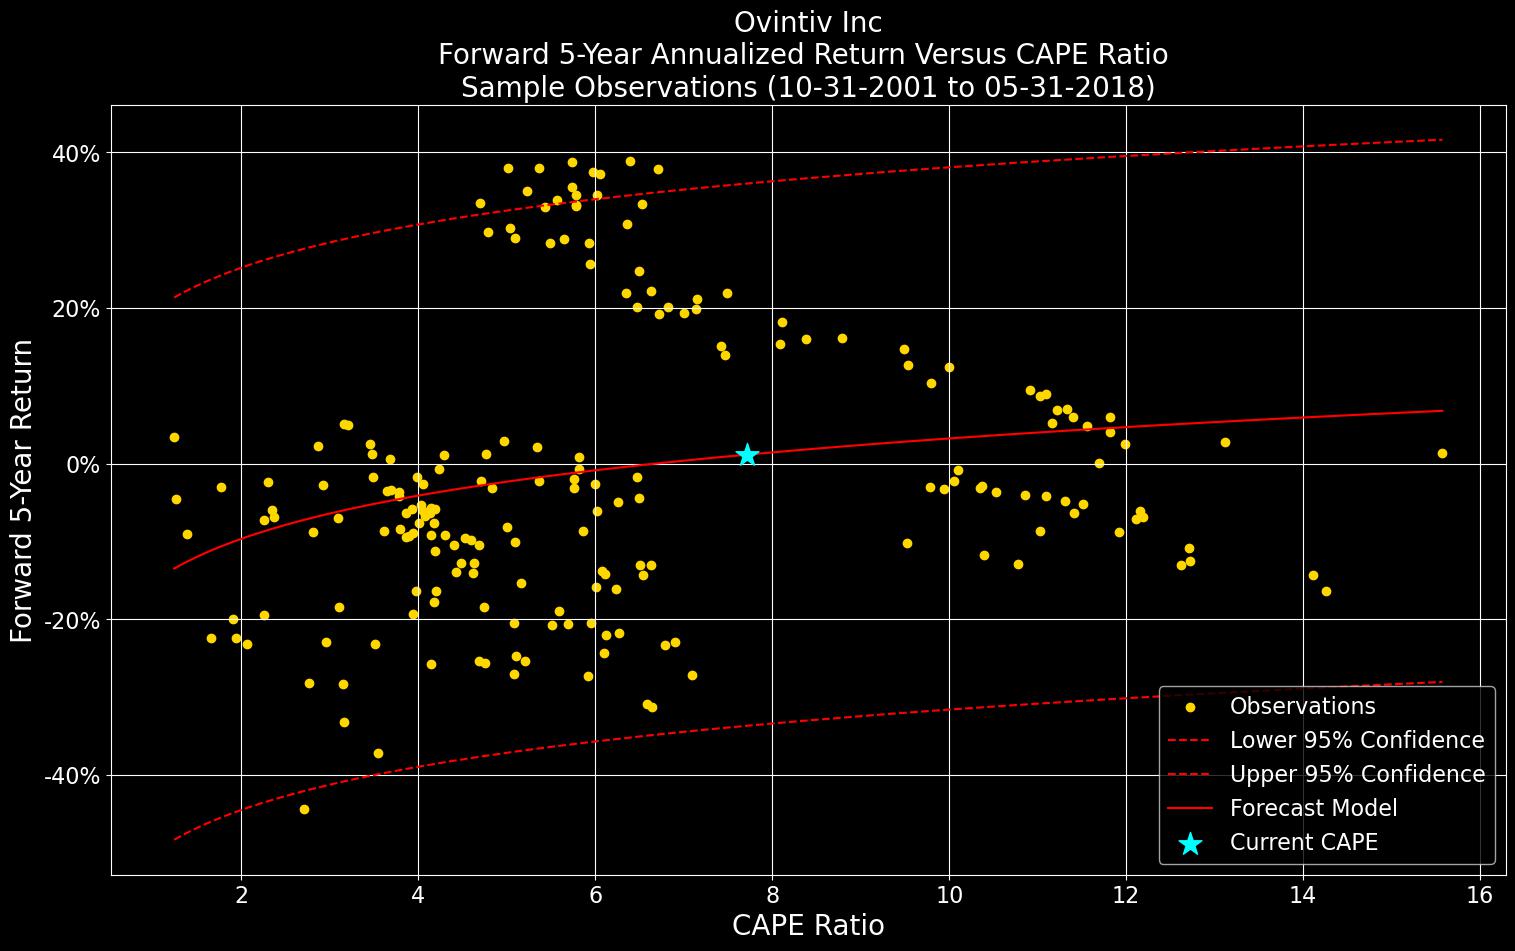 Ovintiv Inc
Forward 5-Year Annualized Return Versus CAPE Ratio
Sample Observations (10-31-2001 to 05-31-2018)
Forward 5-Year Return
40%
20%
0%
-20%
-40%
2 4 6 8 10 12 14 16
CAPE Ratio
Observations
Lower 95% Confidence
Upper 95% Confidence
Forecast Model
Current CAPE